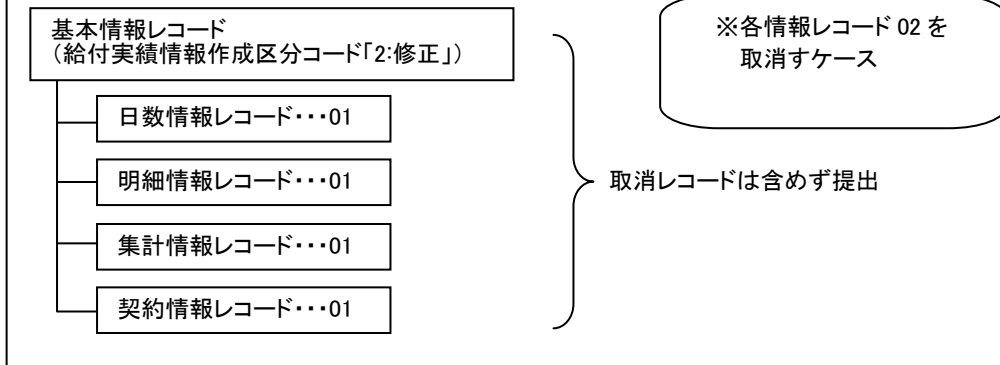 基本情報レコード
(給付実績情報作成区分コード「2:修正」)
※各情報レコード 02 を
取消すケース
日数情報レコード・・・01
明細情報レコード・・・01
取消レコードは含めず提出
集計情報レコード・・・01
契約情報レコード・・・01